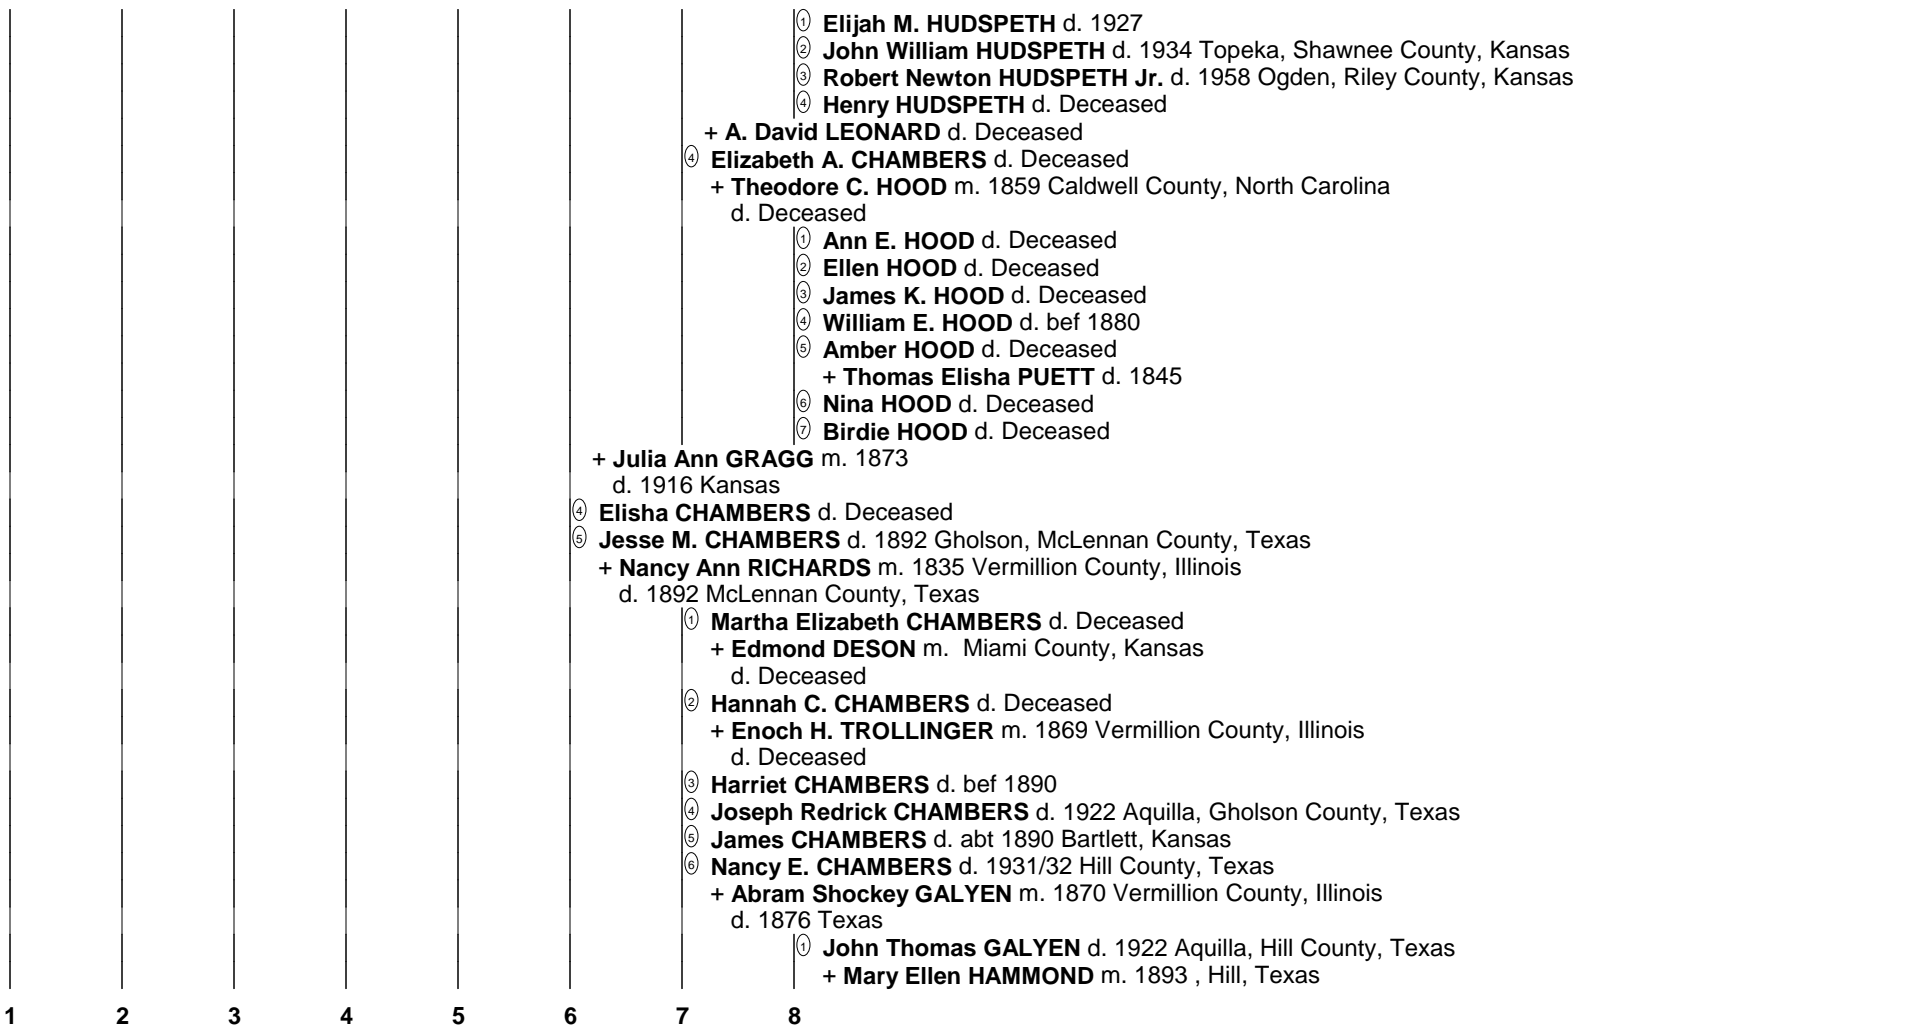 ① Elijah M. HUDSPETH d. 1927
② John William HUDSPETH d. 1934 Topeka, Shawnee County, Kansas
③ Robert Newton HUDSPETH Jr. d. 1958 Ogden, Riley County, Kansas
④ Henry HUDSPETH d. Deceased
+ A. David LEONARD d. Deceased
④ Elizabeth A. CHAMBERS d. Deceased
+ Theodore C. HOOD m. 1859 Caldwell County, North Carolina
d. Deceased
① Ann E. HOOD d. Deceased
② Ellen HOOD d. Deceased
③ James K. HOOD d. Deceased
④ William E. HOOD d. bef 1880
⑤ Amber HOOD d. Deceased
+ Thomas Elisha PUETT d. 1845
⑥ Nina HOOD d. Deceased
⑦ Birdie HOOD d. Deceased
+ Julia Ann GRAGG m. 1873
d. 1916 Kansas
④ Elisha CHAMBERS d. Deceased
⑤ Jesse M. CHAMBERS d. 1892 Gholson, McLennan County, Texas
+ Nancy Ann RICHARDS m. 1835 Vermillion County, Illinois
d. 1892 McLennan County, Texas
① Martha Elizabeth CHAMBERS d. Deceased
+ Edmond DESON m.  Miami County, Kansas
d. Deceased
② Hannah C. CHAMBERS d. Deceased
+ Enoch H. TROLLINGER m. 1869 Vermillion County, Illinois
d. Deceased
③ Harriet CHAMBERS d. bef 1890
④ Joseph Redrick CHAMBERS d. 1922 Aquilla, Gholson County, Texas
⑤ James CHAMBERS d. abt 1890 Bartlett, Kansas
⑥ Nancy E. CHAMBERS d. 1931/32 Hill County, Texas
+ Abram Shockey GALYEN m. 1870 Vermillion County, Illinois
d. 1876 Texas
① John Thomas GALYEN d. 1922 Aquilla, Hill County, Texas
+ Mary Ellen HAMMOND m. 1893 , Hill, Texas
1 2 3 4 5 6 7 8